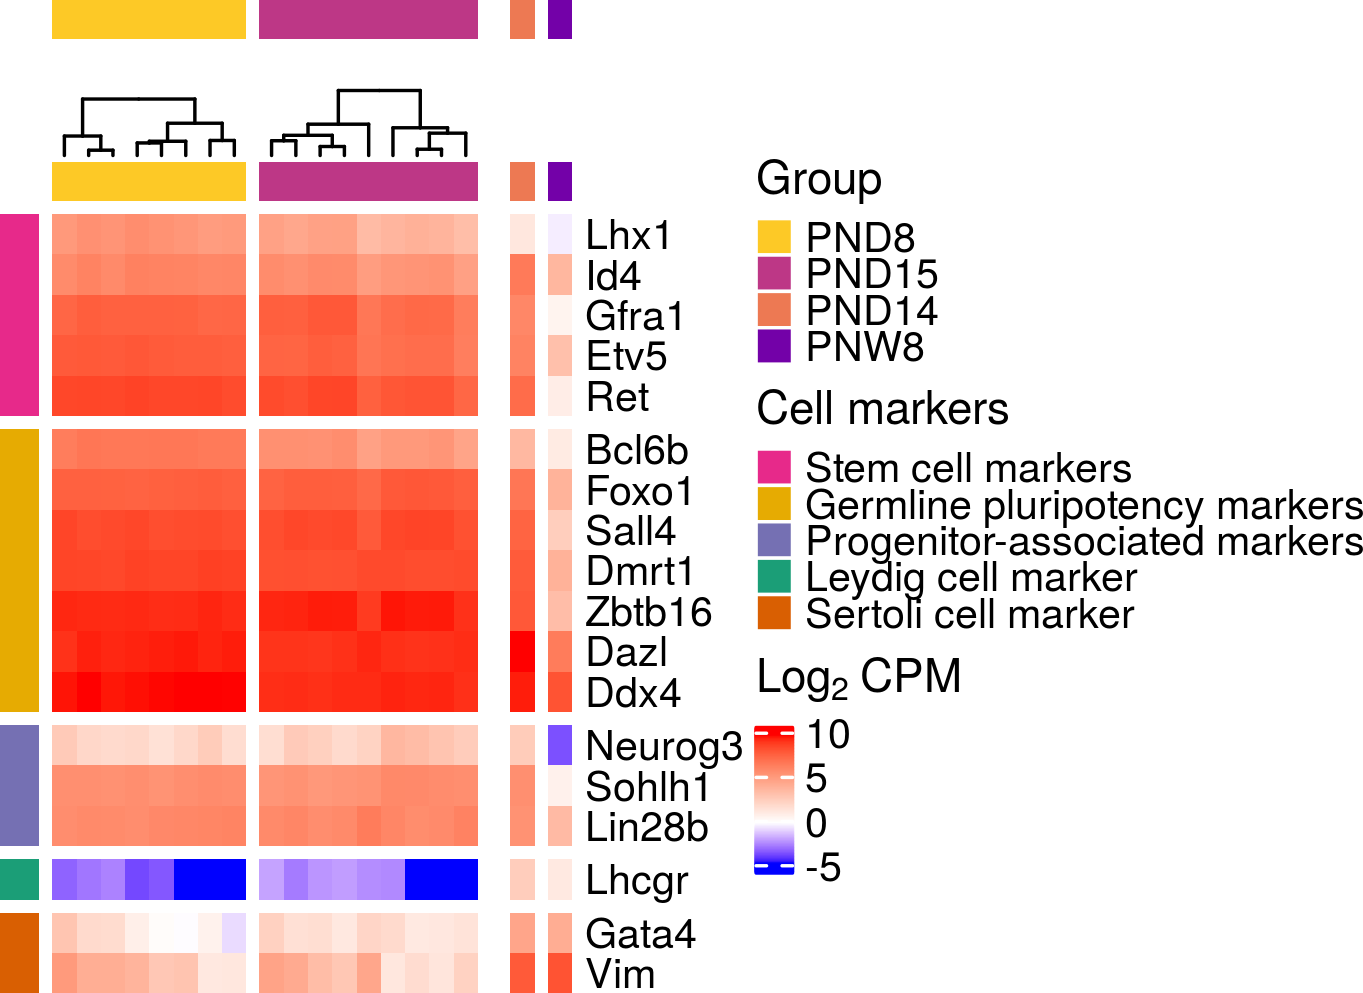 Group
PND8
PND15
PND14
PNW8
Lhx1
Id4
Gfra1
Etv5
Ret
Bcl6b
Foxo1
Sall4
Dmrt1
Zbtb16
Dazl
Ddx4
Neurog3
Sohlh1
Lin28b
Lhcgr
Gata4
Vim
Cell markers
Stem cell markers
Germline pluripotency markers
Progenitor-associated markers
Leydig cell marker
Sertoli cell marker
Log₂ CPM
10
5
0
-5